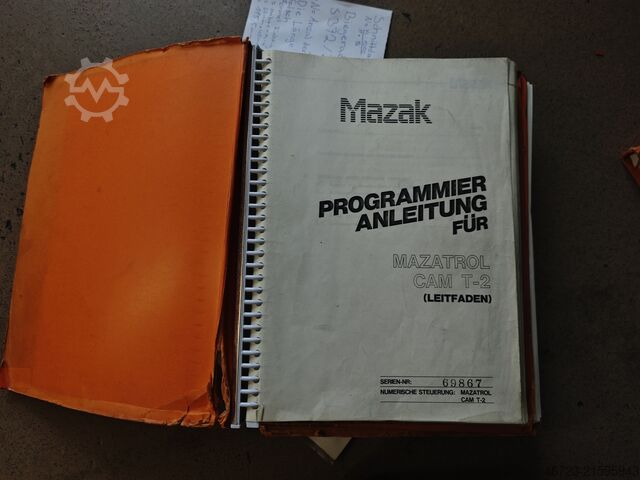 Mazak
PROGRAMMIER
ANLEITUNG
FÜR
MAZATROL
CAM T-2
(LEITFADEN)
SERIEN-NR: 69867
NUMERISCHE STEUERUNG: MAZATROL
CAM T-2